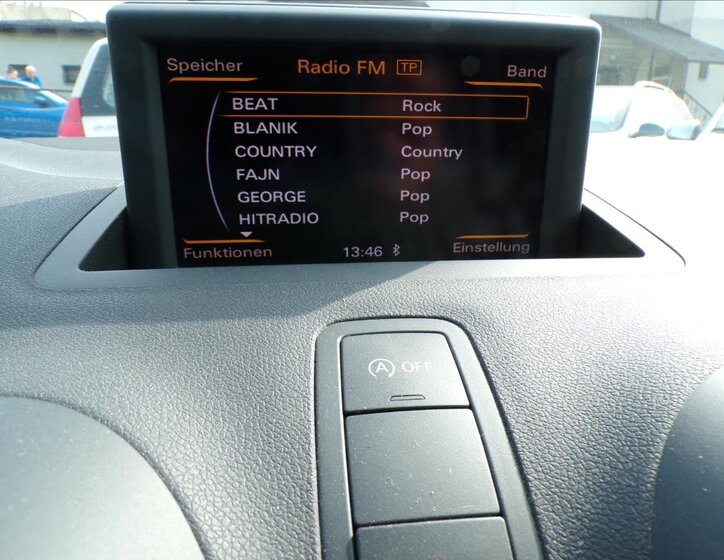 Speicher Radio FM TP Band
BEAT Rock
BLANIK Pop
COUNTRY Country
FAJN Pop
GEORGE Pop
HITRADIO Pop
Funktionen 13:46 Einstellung
A OFF